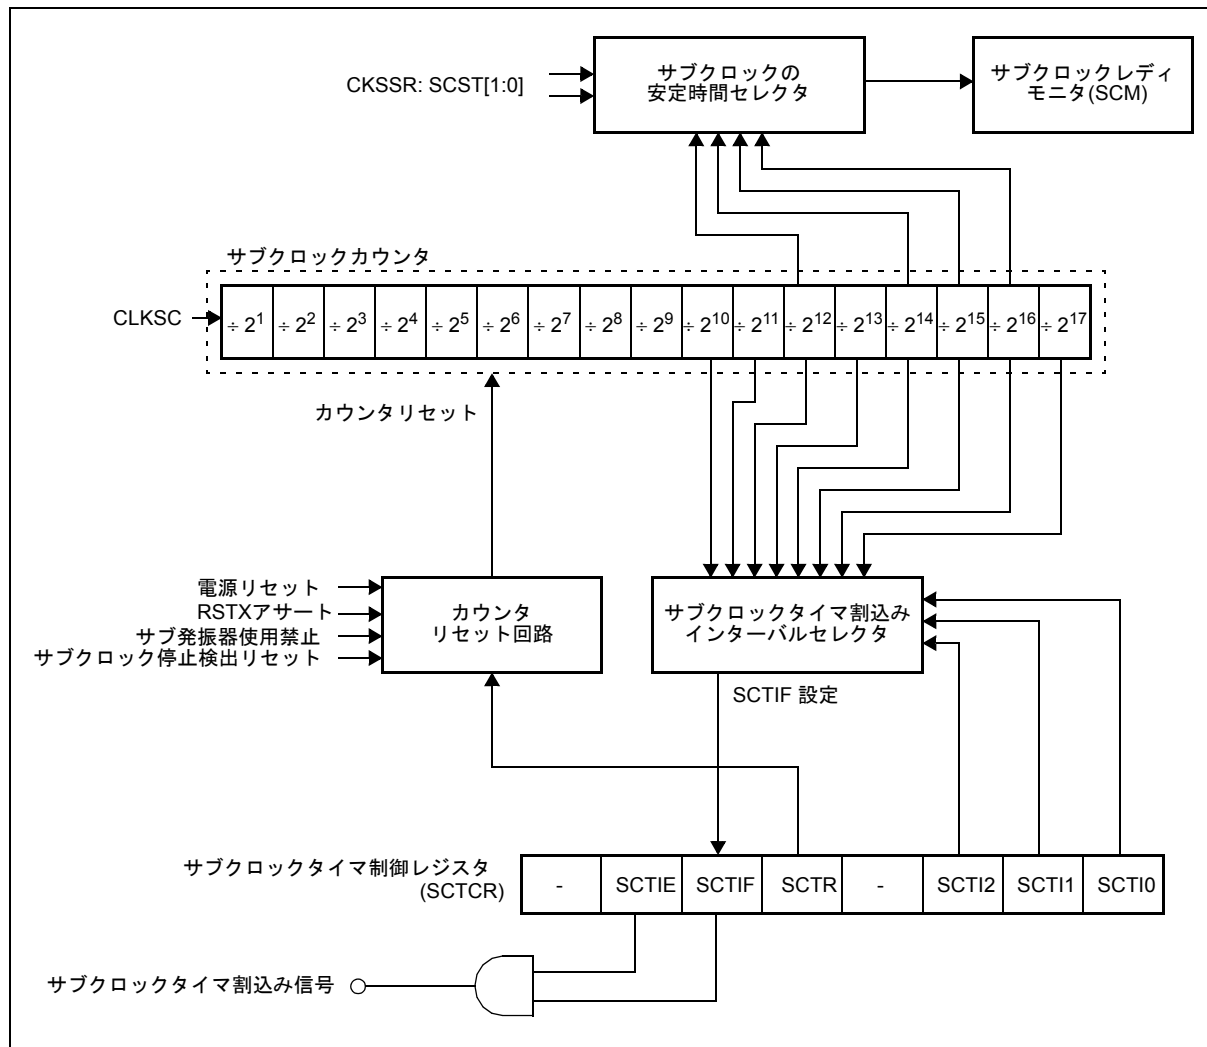 サブクロックの
安定時間セレクタ
サブクロックレディ
モニタ(SCM)
CKSSR: SCST[1:0]
サブクロックカウンタ
CLKSC
÷ 2¹ ÷ 2² ÷ 2³ ÷ 2⁴ ÷ 2⁵ ÷ 2⁶ ÷ 2⁷ ÷ 2⁸ ÷ 2⁹ ÷ 2¹⁰ ÷ 2¹¹ ÷ 2¹² ÷ 2¹³ ÷ 2¹⁴ ÷ 2¹⁵ ÷ 2¹⁶ ÷ 2¹⁷
カウンタリセット
電源リセット
RSTXアサート
サブ発振器使用禁止
サブクロック停止検出リセット
カウンタ
リセット回路
サブクロックタイマ割込み
インターバルセレクタ
SCTIF 設定
サブクロックタイマ制御レジスタ
(SCTCR)
- SCTIE SCTIF SCTR - SCTI2 SCTI1 SCTI0
サブクロックタイマ割込み信号